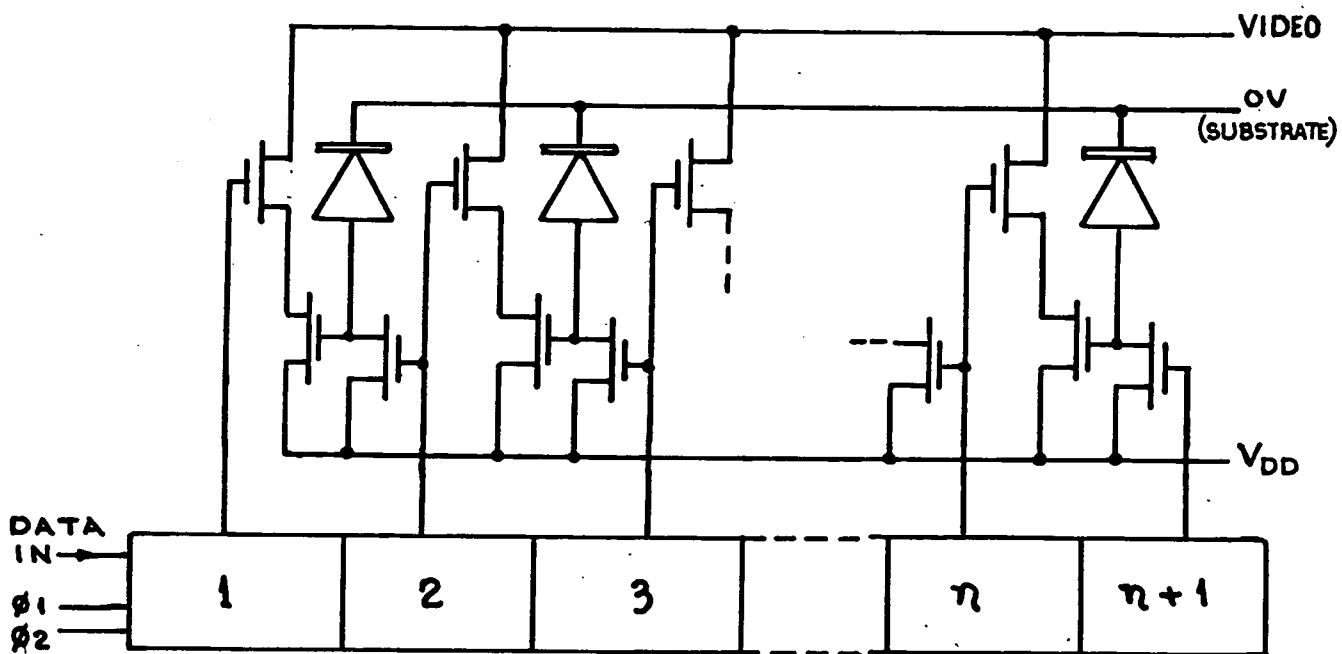 VIDEO
OV
(SUBSTRATE)
VDD
DATA
IN
1
2
3
n
n+1
Ø1
Ø2